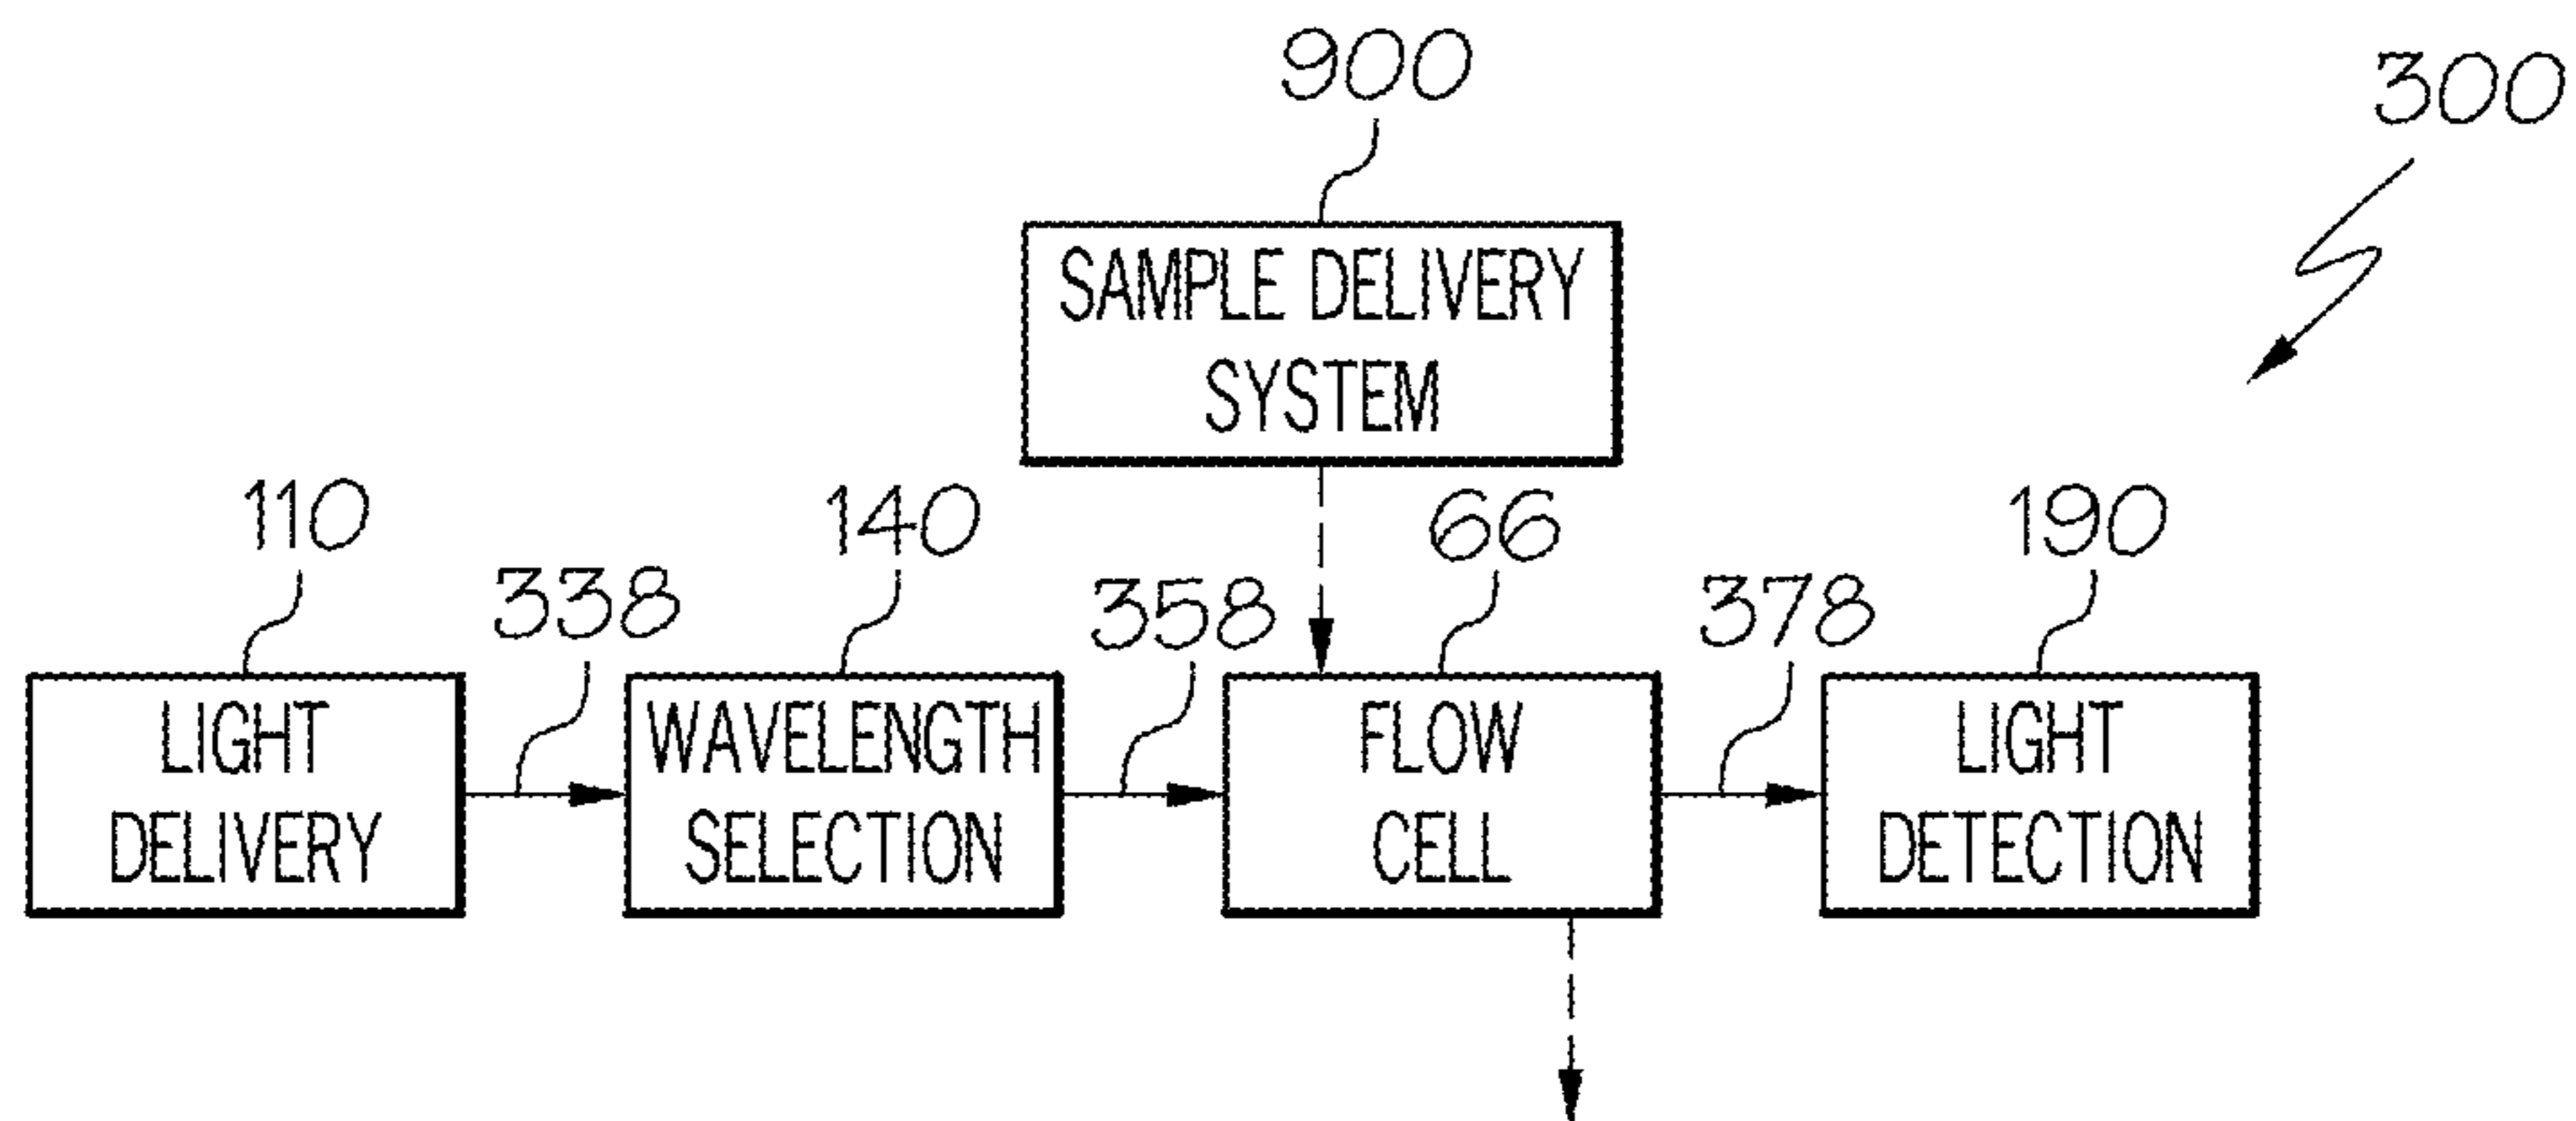 900
300
SAMPLE DELIVERY
SYSTEM
110
338
140
358
66
378
190
LIGHT
DELIVERY
WAVELENGTH
SELECTION
FLOW
CELL
LIGHT
DETECTION